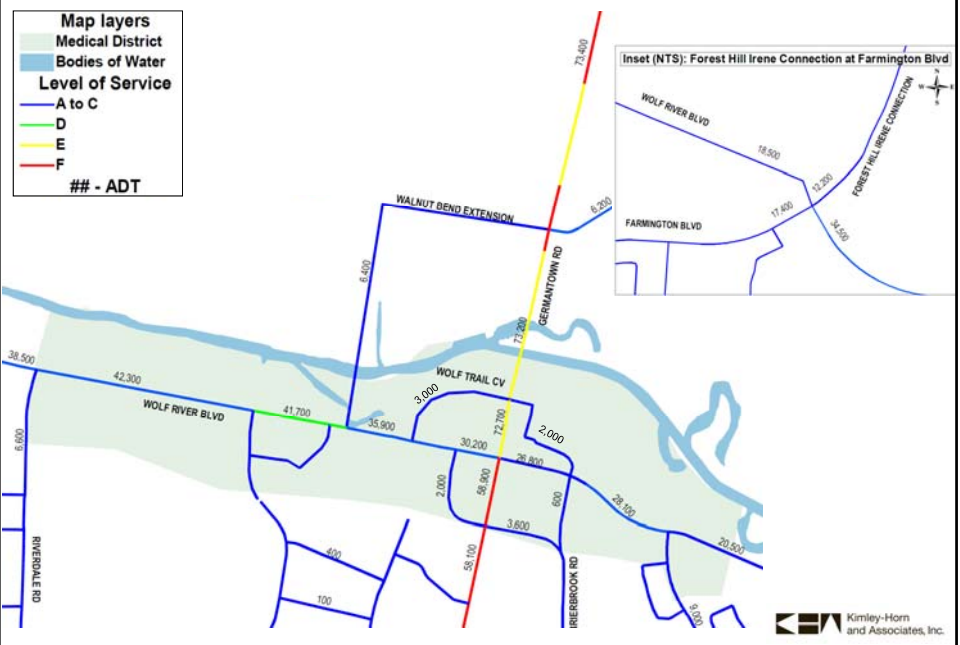 Map layers
Medical District
Bodies of Water
Level of Service
A to C
D
E
F
## - ADT
73,400
Inset (NTS): Forest Hill Irene Connection at Farmington Blvd
N
W E
S
WOLF RIVER BLVD
18,500
FOREST HILL IRENE CONNECTION
12,200
17,400
FARMINGTON BLVD
34,500
WALNUT BEND EXTENSION
6,200
6,400
GERMANTOWN RD
73,200
38,500
42,300
WOLF RIVER BLVD
41,700
35,900
WOLF TRAIL CV
3,000
72,700
2,000
30,200
26,800
6,600
2,000
58,900
600
28,100
3,600
20,500
RIVERDALE RD
400
100
58,100
RIERBROOK RD
9,000
Kimley-Horn
and Associates, Inc.